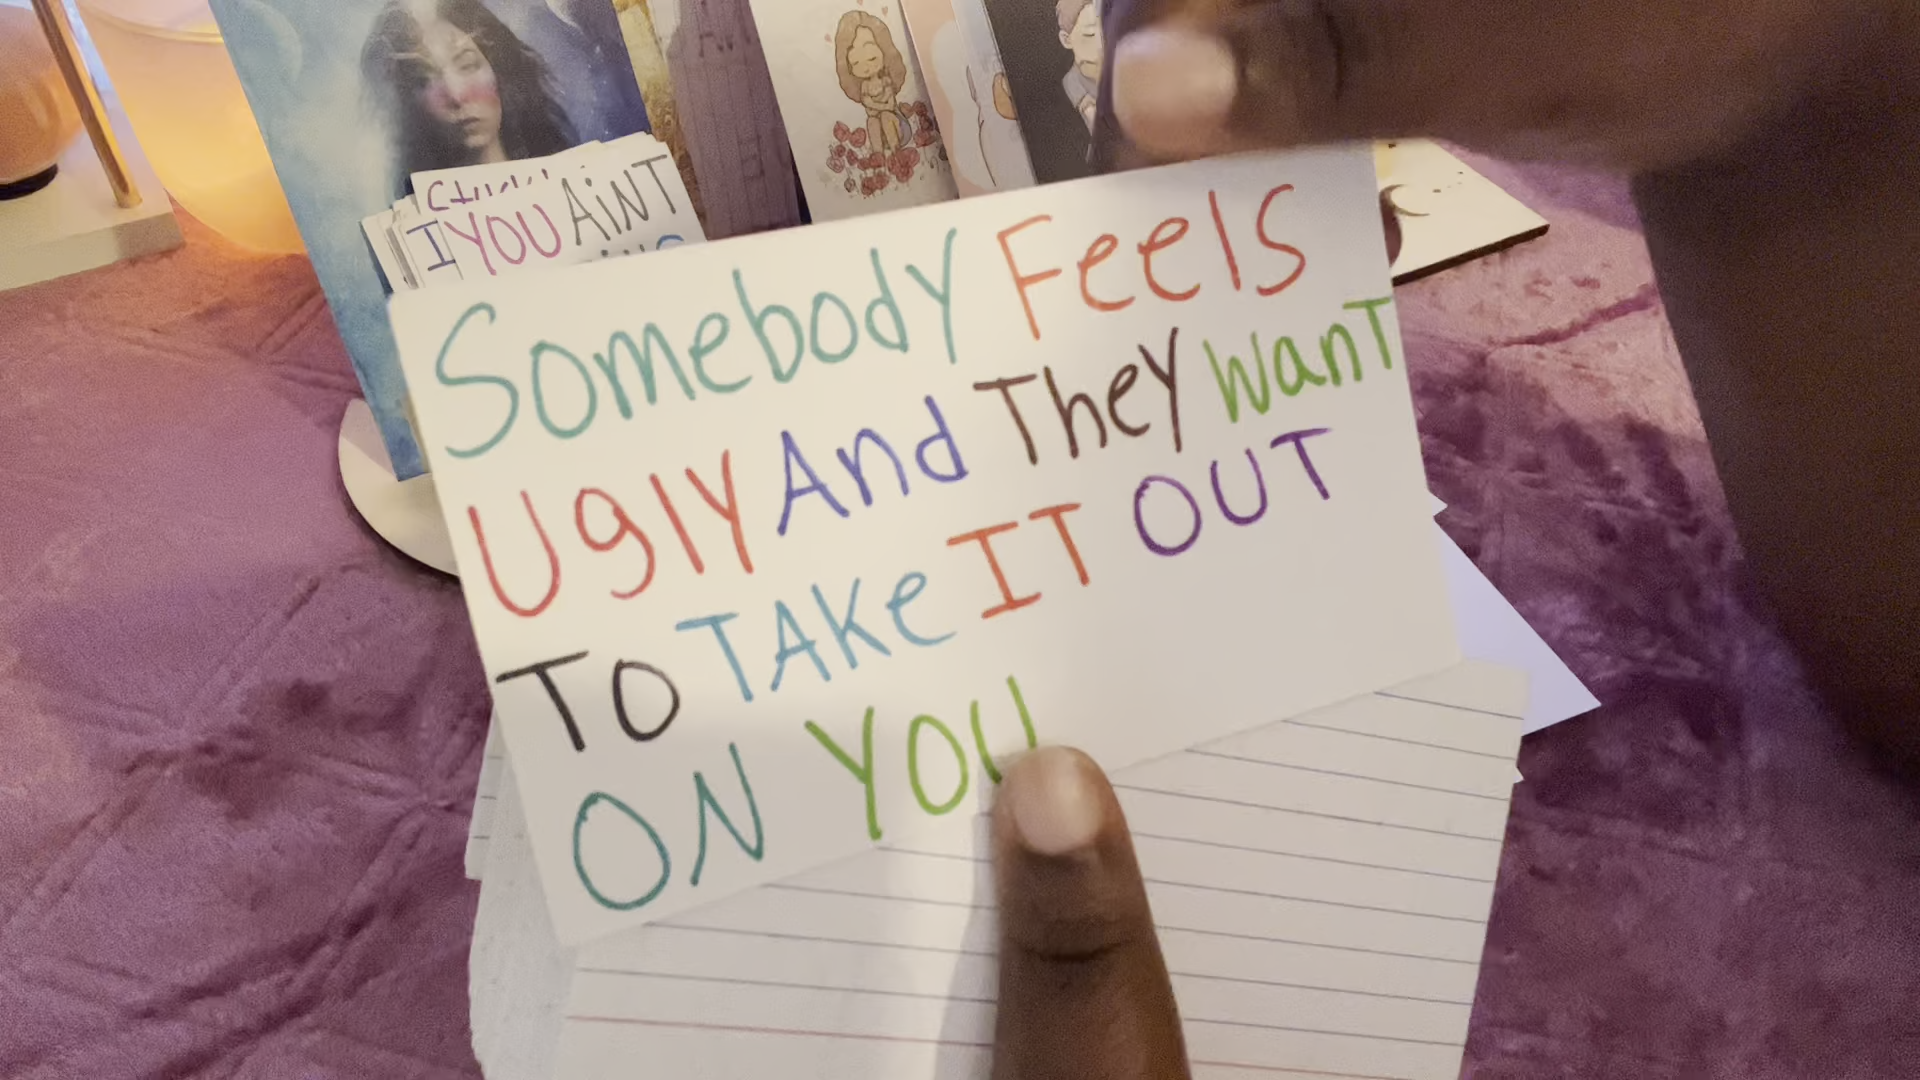 I YOU AiNT
Somebody Feels
Ugly And They Want
To TAKe IT OUT
ON YOU